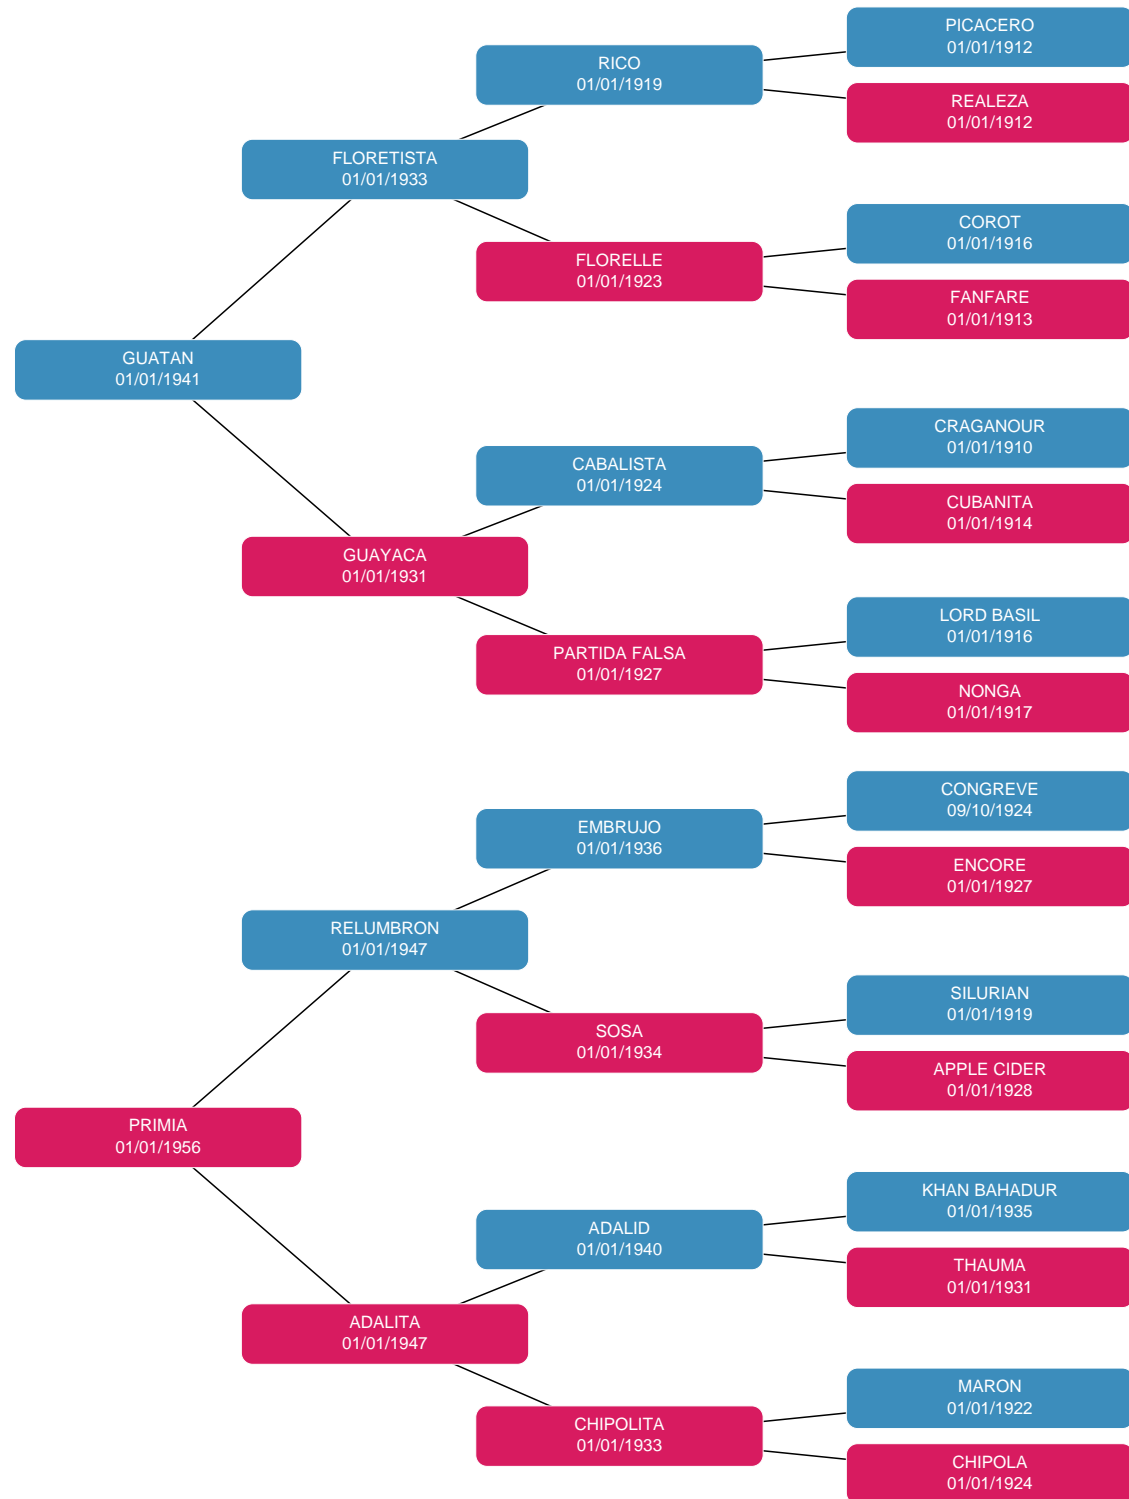 PICACERO
01/01/1912
RICO
01/01/1919
REALEZA
01/01/1912
FLORETISTA
01/01/1933
COROT
01/01/1916
FLORELLE
01/01/1923
FANFARE
01/01/1913
GUATAN
01/01/1941
CRAGANOUR
01/01/1910
CABALISTA
01/01/1924
CUBANITA
01/01/1914
GUAYACA
01/01/1931
LORD BASIL
01/01/1916
PARTIDA FALSA
01/01/1927
NONGA
01/01/1917
CONGREVE
09/10/1924
EMBRUJO
01/01/1936
ENCORE
01/01/1927
RELUMBRON
01/01/1947
SILURIAN
01/01/1919
SOSA
01/01/1934
APPLE CIDER
01/01/1928
PRIMIA
01/01/1956
KHAN BAHADUR
01/01/1935
ADALID
01/01/1940
THAUMA
01/01/1931
ADALITA
01/01/1947
MARON
01/01/1922
CHIPOLITA
01/01/1933
CHIPOLA
01/01/1924